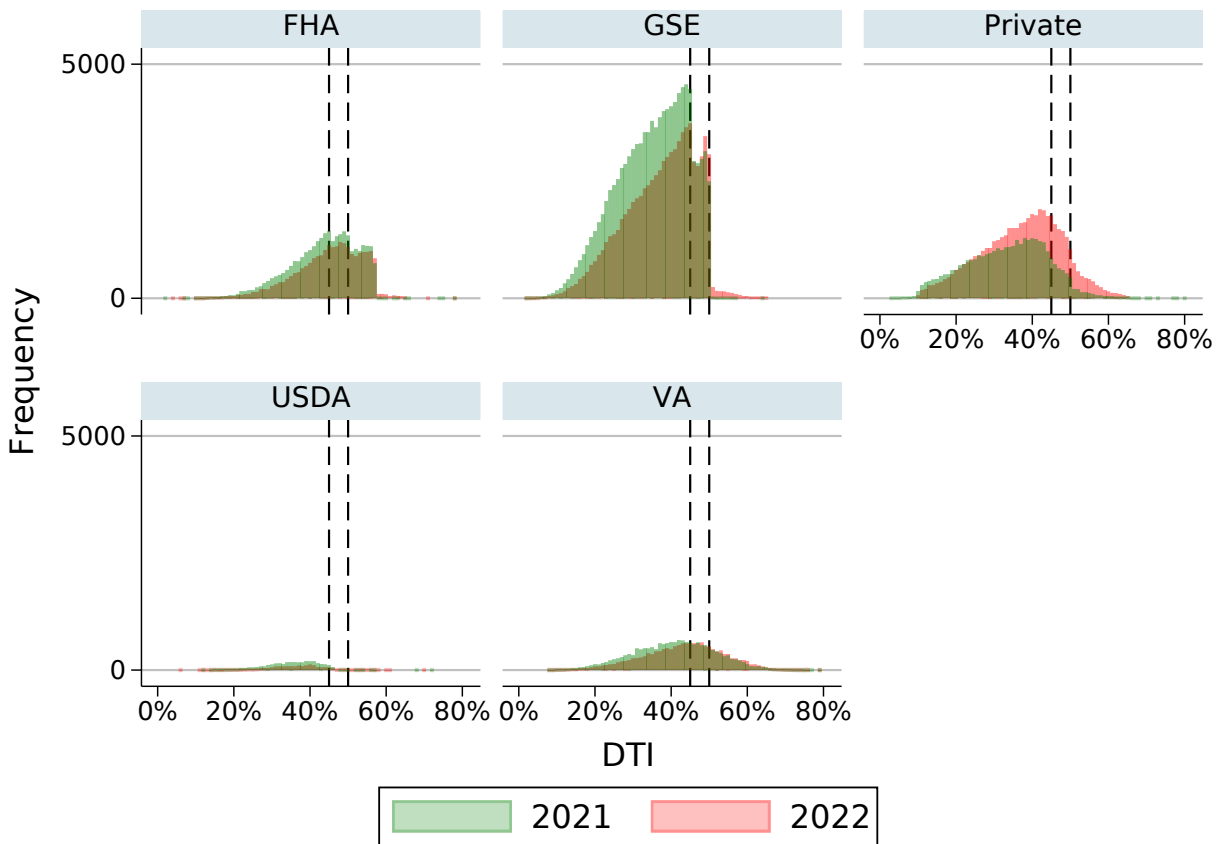 FHA GSE Private
5000
0
0% 20% 40% 60% 80%
USDA VA
5000
0
0% 20% 40% 60% 80% 0% 20% 40% 60% 80%
Frequency
DTI
2021 2022